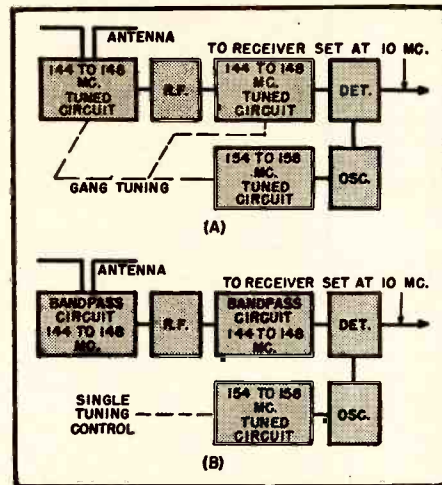 ANTENNA
TO RECEIVER SET AT 10 MC.
144 TO 148
MC.
TUNED
CIRCUIT
R.F.
144 TO 148
MC.
TUNED
CIRCUIT
DET.
GANG TUNING
154 TO 158
MC.
TUNED
CIRCUIT
OSC.
(A)
ANTENNA
TO RECEIVER SET AT 10 MC.
BANDPASS
CIRCUIT
144 TO 148
MC.
R.F.
BANDPASS
CIRCUIT
144 TO 148
MC.
DET.
SINGLE
TUNING
CONTROL
154 TO 158
MC.
TUNED
CIRCUIT
OSC.
(B)